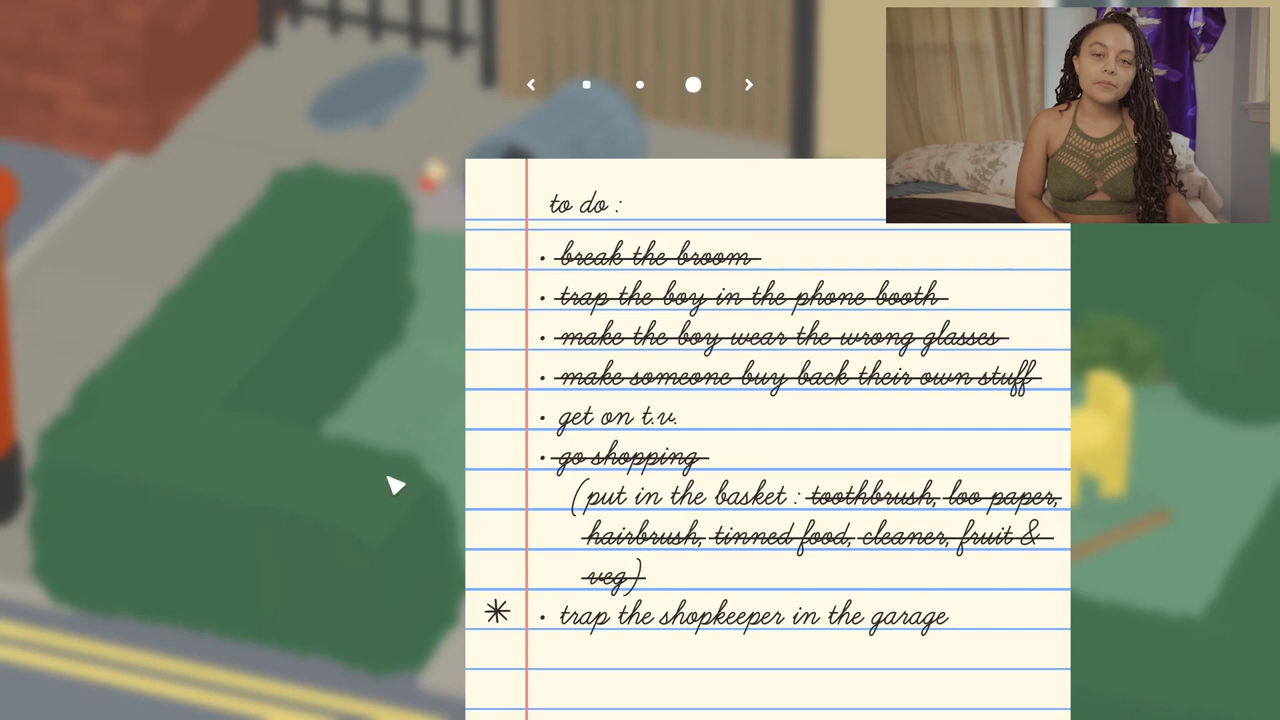 to do :
• break the broom
• trap the boy in the phone booth
• make the boy wear the wrong glasses
• make someone buy back their own stuff
• get on t.v.
• go shopping
(put in the basket : toothbrush, loo paper,
hairbrush, tinned food, cleaner, fruit &
veg)
• trap the shopkeeper in the garage